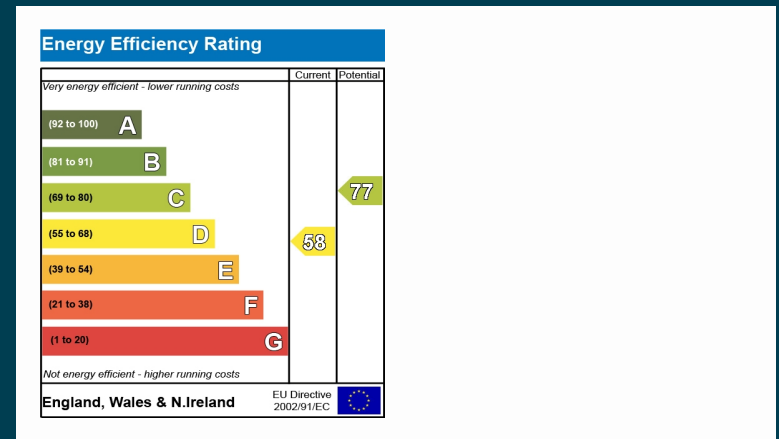 Energy Efficiency Rating
Current Potential
Very energy efficient - lower running costs
(92 to 100) A
(81 to 91) B
(69 to 80) C
77
(55 to 68) D
58
(39 to 54) E
(21 to 38) F
(1 to 20) G
Not energy efficient - higher running costs
England, Wales & N.Ireland
EU Directive
2002/91/EC